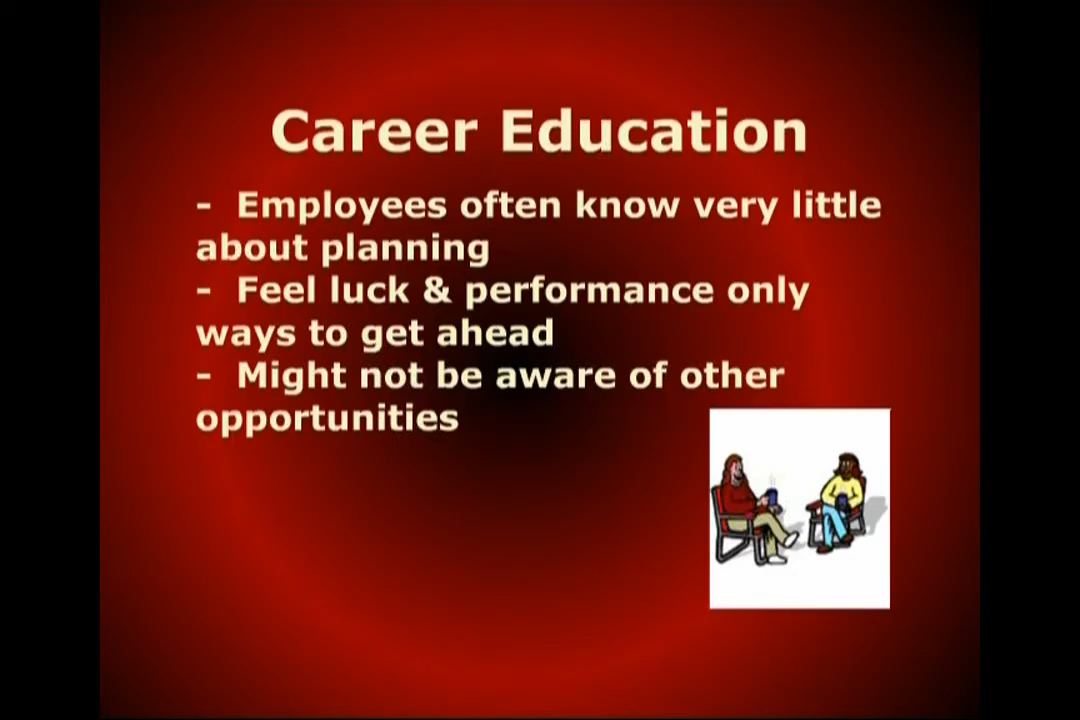 Career Education
- Employees often know very little
about planning
- Feel luck & performance only
ways to get ahead
- Might not be aware of other
opportunities